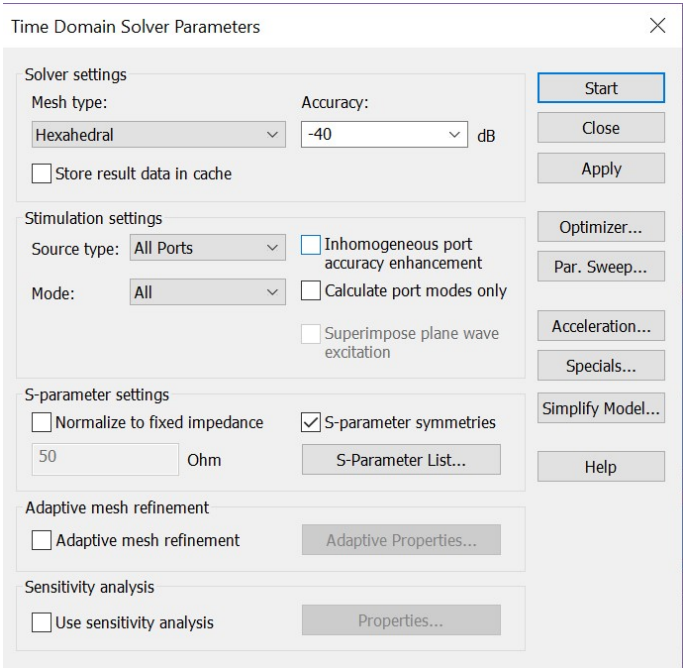 Time Domain Solver Parameters
Solver settings
Mesh type:
Accuracy:
Hexahedral
-40
dB
Store result data in cache
Stimulation settings
Source type:
All Ports
Inhomogeneous port
accuracy enhancement
Mode:
All
Calculate port modes only
Superimpose plane wave
excitation
S-parameter settings
Normalize to fixed impedance
S-parameter symmetries
50
Ohm
S-Parameter List...
Adaptive mesh refinement
Adaptive mesh refinement
Adaptive Properties...
Sensitivity analysis
Use sensitivity analysis
Properties...
Start
Close
Apply
Optimizer...
Par. Sweep...
Acceleration...
Specials...
Simplify Model...
Help